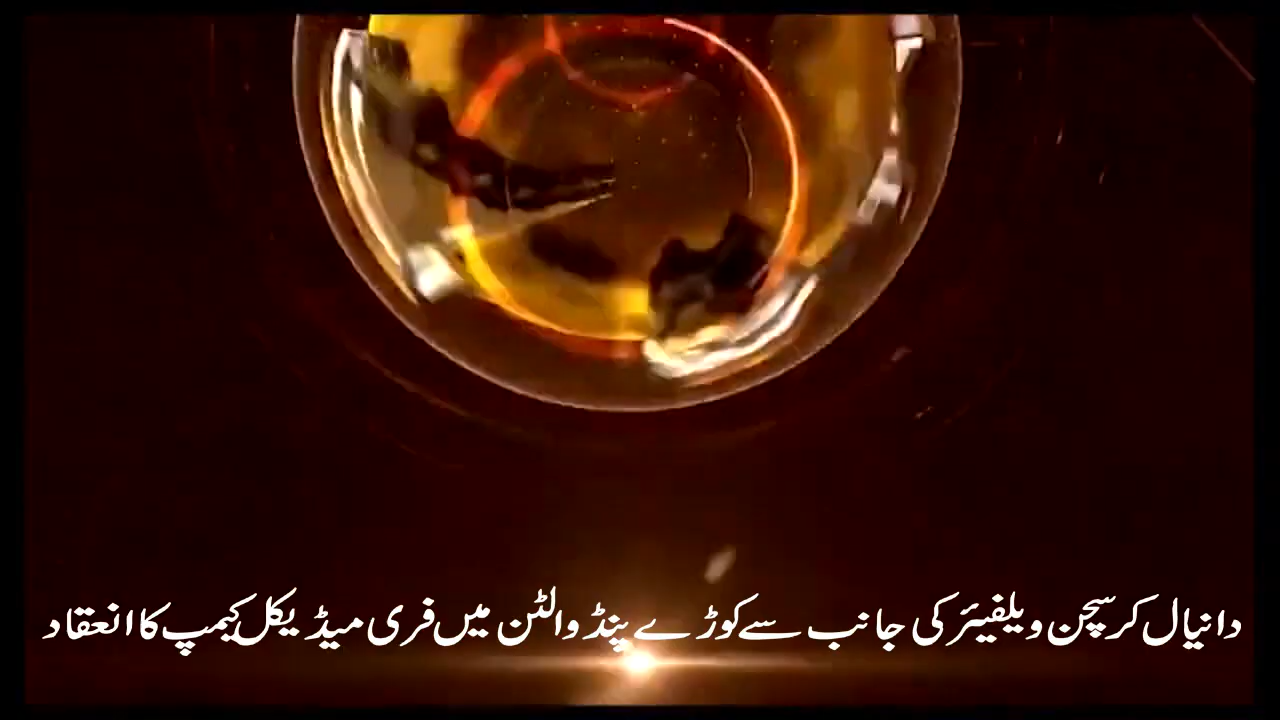 دانیال کرسچن ویلفیئر کی جانب سے کوڑے پنڈ والٹن میں فری میڈیکل کیمپ کا انعقاد